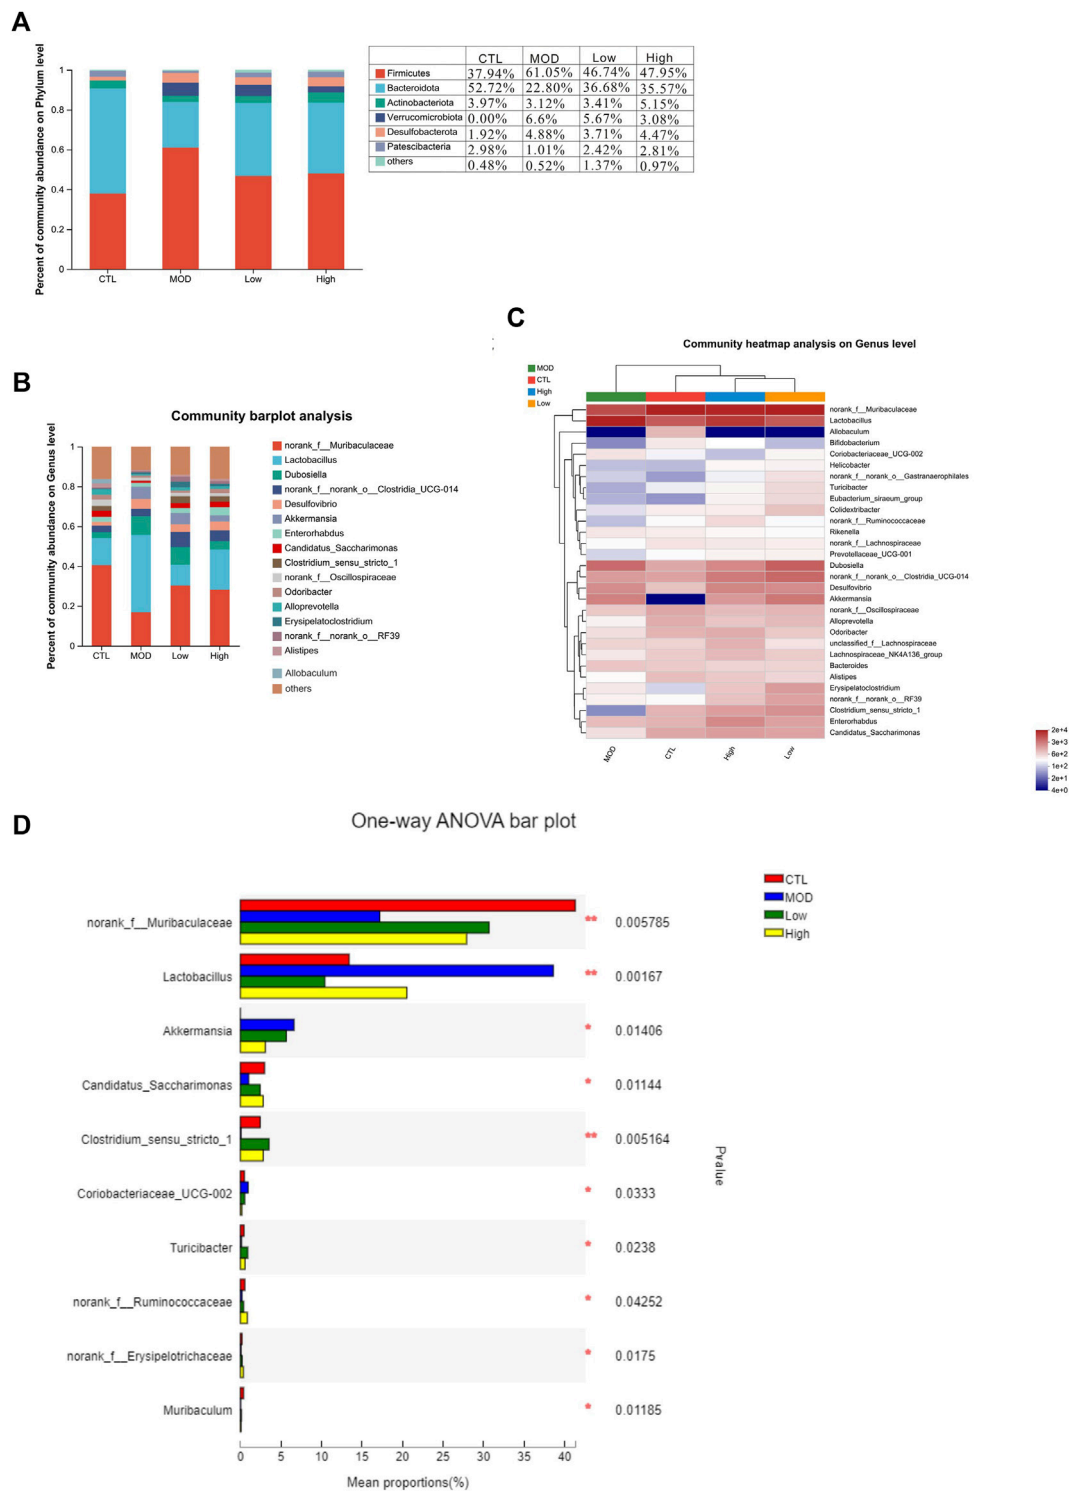 A
Percent of community abundance on Phylum level
1
0.8
0.6
0.4
0.2
0
CTL MOD Low High
CTL MOD Low High
Firmicutes 37.94% 61.05% 46.74% 47.95%
Bacteroidota 52.72% 22.80% 36.68% 35.57%
Actinobacteriota 3.97% 3.12% 3.41% 5.15%
Verrucomicrobiota 0.00% 6.6% 5.67% 3.08%
Desulfobacterota 1.92% 4.88% 3.71% 4.47%
Patescibacteria 2.98% 1.01% 2.42% 2.81%
others 0.48% 0.52% 1.37% 0.97%
B
Community barplot analysis
Percent of community abundance on Genus level
1
0.8
0.6
0.4
0.2
0
CTL MOD Low High
norank_f__Muribaculaceae
Lactobacillus
Dubosiella
norank_f__norank_o__Clostridia_UCG-014
Desulfovibrio
Akkermansia
Enterorhabdus
Candidatus_Saccharimonas
Clostridium_sensu_stricto_1
norank_f__Oscillospiraceae
Odoribacter
Alloprevotella
Erysipelatoclostridium
norank_f__norank_o__RF39
Alistipes
Allobaculum
others
C
Community heatmap analysis on Genus level
MOD
CTL
High
Low
norank_f__Muribaculaceae
Lactobacillus
Allobaculum
Bifidobacterium
Coriobacteriaceae_UCG-002
Helicobacter
norank_f__norank_o__Gastranaerophilales
Turicibacter
Eubacterium_siraeum_group
Colidextribacter
norank_f__Ruminococcaceae
Rikenella
norank_f__Lachnospiraceae
Prevotellaceae_UCG-001
Dubosiella
norank_f__norank_o__Clostridia_UCG-014
Desulfovibrio
Akkermansia
norank_f__Oscillospiraceae
Alloprevotella
Odoribacter
unclassified_f__Lachnospiraceae
Lachnospiraceae_NK4A136_group
Bacteroides
Alistipes
Erysipelatoclostridium
norank_f__norank_o__RF39
Clostridium_sensu_stricto_1
Enterorhabdus
Candidatus_Saccharimonas
MOD CTL High Low
2e+4
3e+3
6e+2
1e+2
2e+1
4e+0
D
One-way ANOVA bar plot
CTL
MOD
Low
High
norank_f__Muribaculaceae ** 0.005785
Lactobacillus ** 0.00167
Akkermansia * 0.01406
Candidatus_Saccharimonas * 0.01144
Clostridium_sensu_stricto_1 ** 0.005164
Coriobacteriaceae_UCG-002 * 0.0333
Turicibacter * 0.0238
norank_f__Ruminococcaceae * 0.04252
norank_f__Erysipelotrichaceae * 0.0175
Muribaculum * 0.01185
Pvalue
0 5 10 15 20 25 30 35 40
Mean proportions(%)